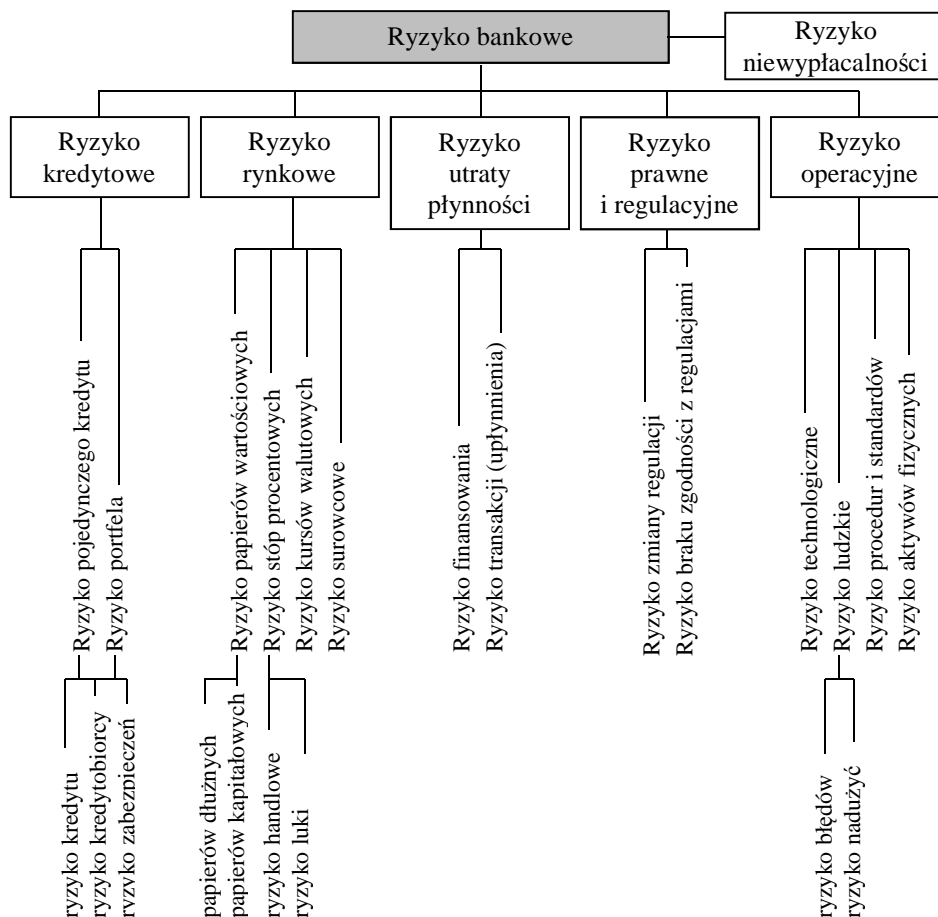 Ryzyko bankowe
Ryzyko
niewypłacalności
Ryzyko
kredytowe
Ryzyko
rynkowe
Ryzyko
utraty
płynności
Ryzyko
prawne
i regulacyjne
Ryzyko
operacyjne
Ryzyko pojedynczego kredytu
Ryzyko portfela
Ryzyko papierów wartościowych
Ryzyko stóp procentowych
Ryzyko kursów walutowych
Ryzyko surowcowe
Ryzyko finansowania
Ryzyko transakcji (upłynnienia)
Ryzyko zmiany regulacji
Ryzyko braku zgodności z regulacjami
Ryzyko technologiczne
Ryzyko ludzkie
Ryzyko procedur i standardów
Ryzyko aktywów fizycznych
ryzyko kredytu
ryzyko kredytobiorcy
ryzyko zabezpieczeń
papierów dłużnych
papierów kapitałowych
ryzyko handlowe
ryzyko luki
ryzyko błędów
ryzyko nadużyć